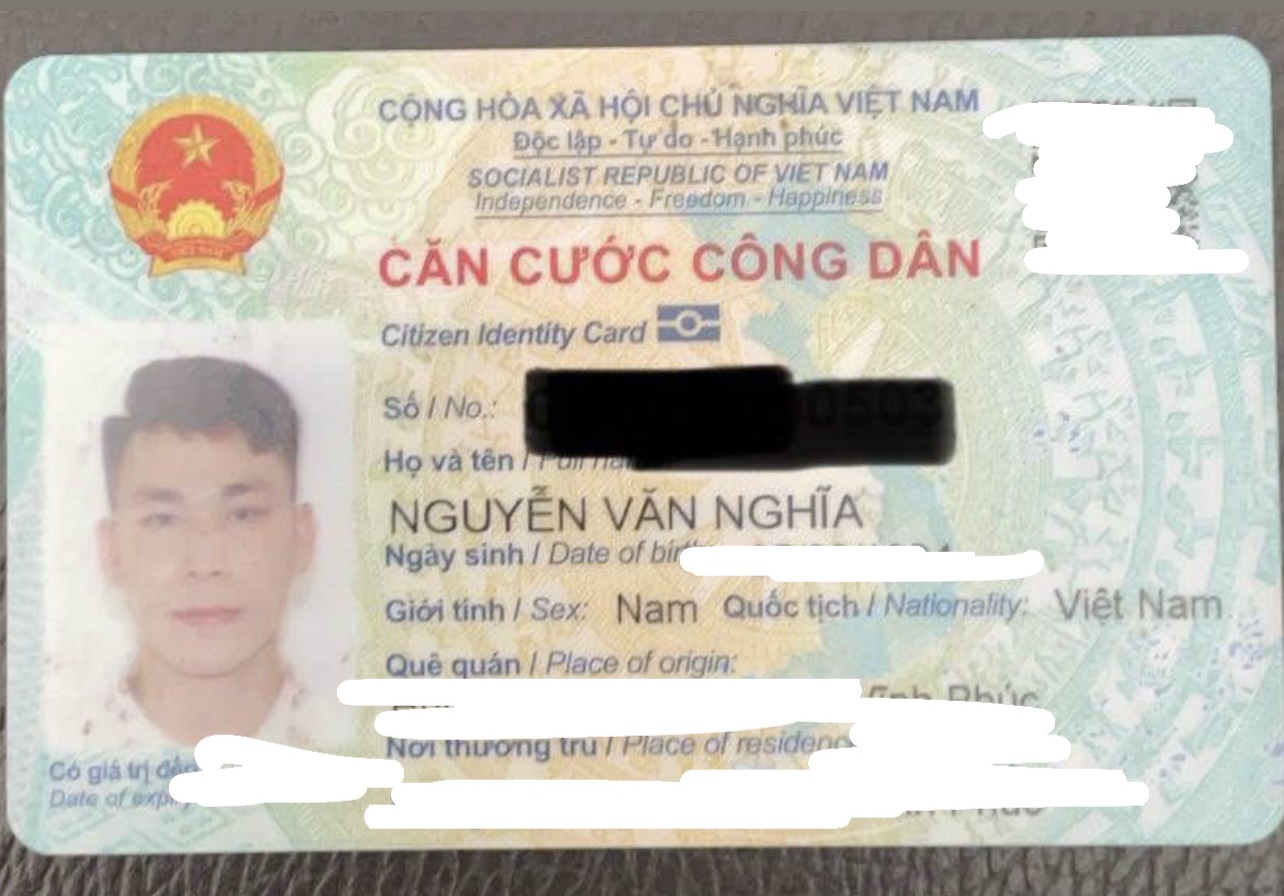 CỘNG HÒA XÃ HỘI CHỦ NGHĨA VIỆT NAM
Độc lập - Tự do - Hạnh phúc
SOCIALIST REPUBLIC OF VIET NAM
Independence - Freedom - Happiness
CĂN CƯỚC CÔNG DÂN
Citizen Identity Card
Số / No.:
Họ và tên /
NGUYỄN VĂN NGHĨA
Ngày sinh / Date of
Giới tính / Sex: Nam Quốc tịch / Nationality: Việt Nam
Quê quán / Place of origin:
Vĩnh Phúc
Nơi thường trú / Place of
Có giá trị
Date of